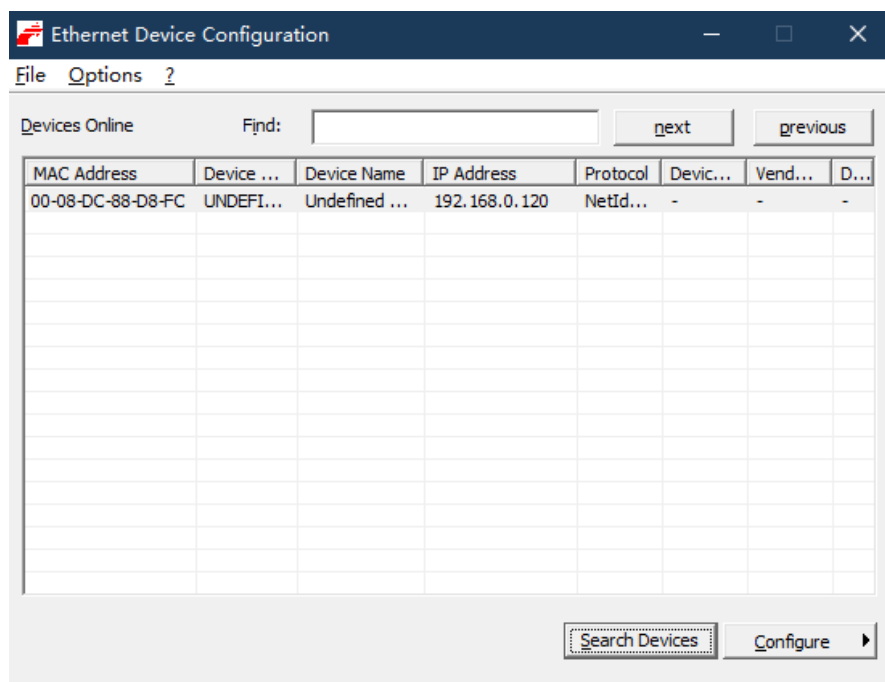 Ethernet Device Configuration
File Options ?
Devices Online Find: next previous
MAC Address Device ... Device Name IP Address Protocol Devic... Vend... D...
00-08-DC-88-D8-FC UNDEFI... Undefined ... 192.168.0.120 NetId... - - -
Search Devices Configure